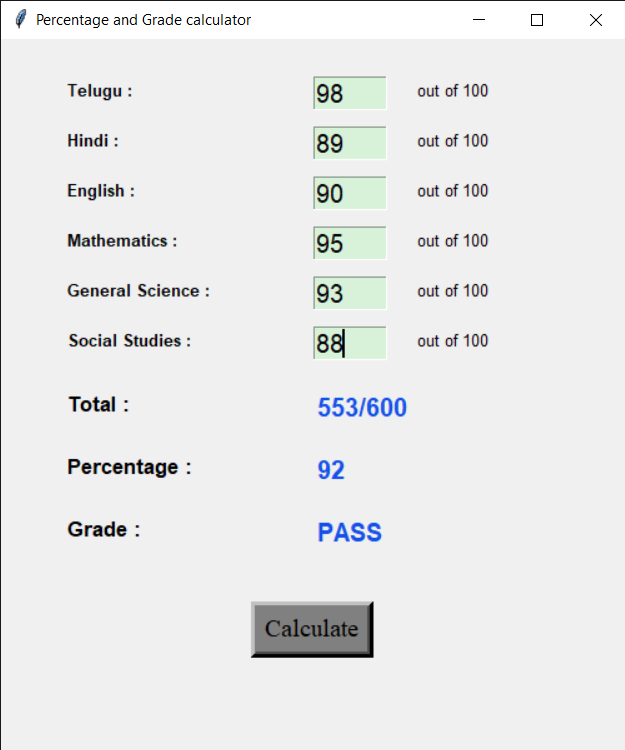 Percentage and Grade calculator
Telugu : 98 out of 100
Hindi : 89 out of 100
English : 90 out of 100
Mathematics : 95 out of 100
General Science : 93 out of 100
Social Studies : 88 out of 100
Total : 553/600
Percentage : 92
Grade : PASS
Calculate